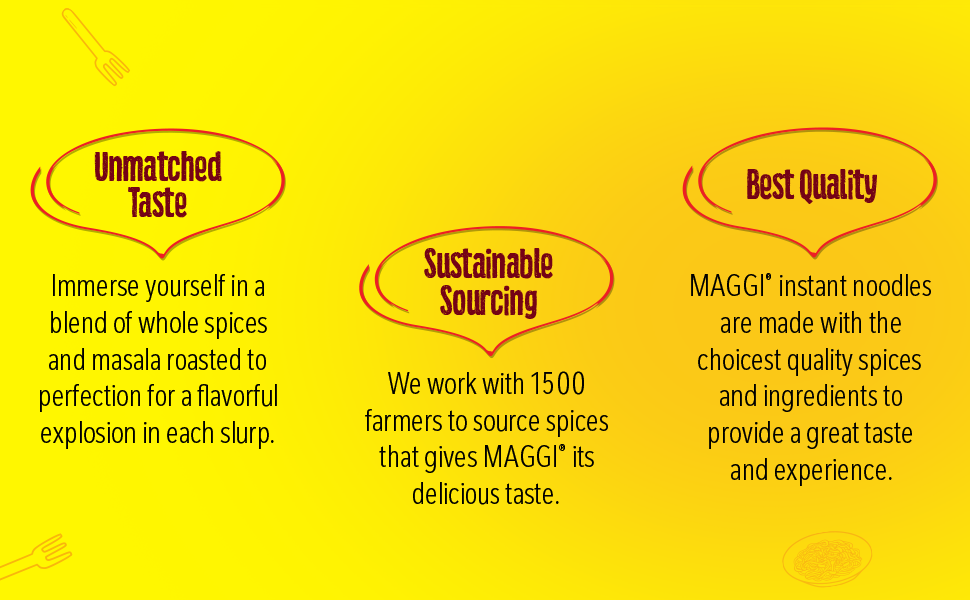 Unmatched
Taste
Immerse yourself in a
blend of whole spices
and masala roasted to
perfection for a flavorful
explosion in each slurp.
Sustainable
Sourcing
We work with 1500
farmers to source spices
that gives MAGGI® its
delicious taste.
Best Quality
MAGGI® instant noodles
are made with the
choicest quality spices
and ingredients to
provide a great taste
and experience.